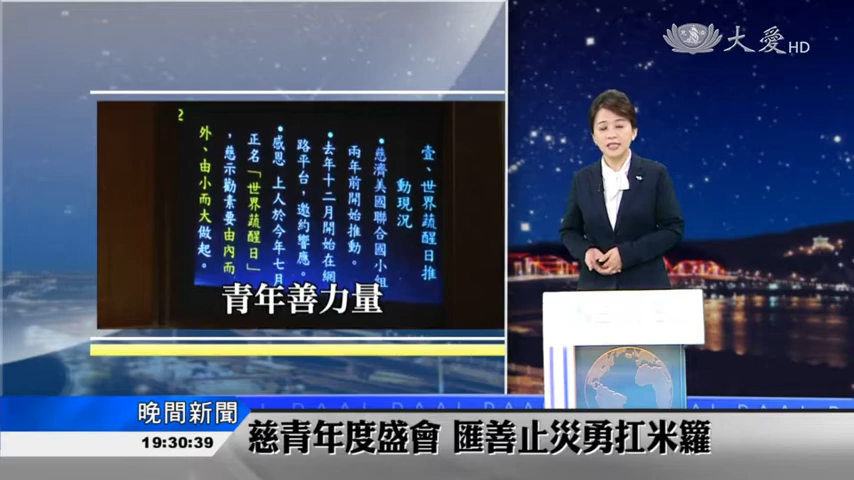 大愛HD
壹、世界蔬醒日推
動現況
•慈濟美國聯合國小組
兩年前開始推動。
•去年十二月開始在網
路平台，邀約響應。
•感恩 上人於今年七月
正名「世界蔬醒日」
，慈示勸素要由內而
外、由小而大做起。
2
青年善力量
晚間新聞
19:30:39
慈青年度盛會 匯善止災勇扛米籮